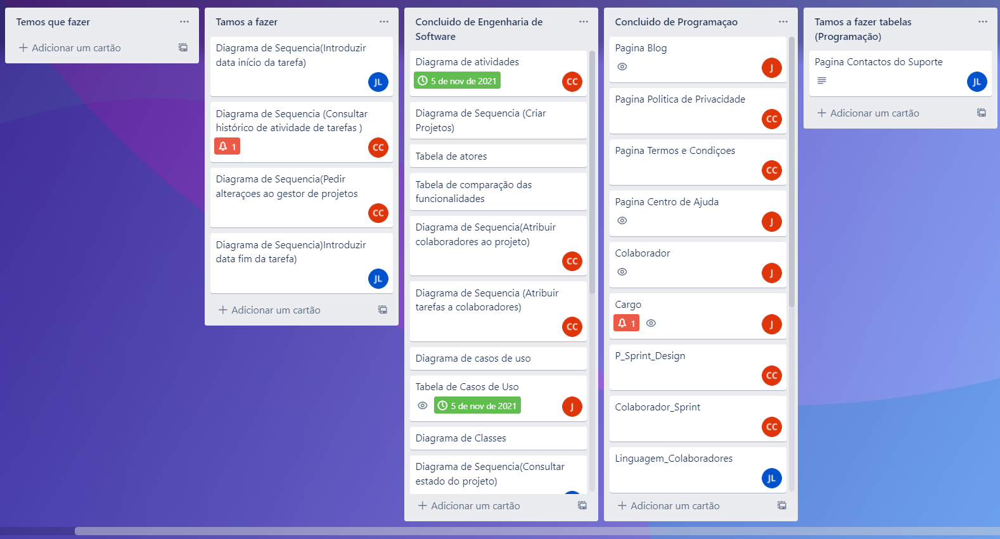 Temos que fazer
Adicionar um cartão
Tamos a fazer
Diagrama de Sequencia(Introduzir
data início da tarefa)
JL
Diagrama de Sequencia (Consultar
histórico de atividade de tarefas )
1
CC
Diagrama de Sequencia(Pedir
alteraçoes ao gestor de projetos
CC
Diagrama de Sequencia)Introduzir
data fim da tarefa)
JL
Adicionar um cartão
Concluido de Engenharia de
Software
Diagrama de atividades
5 de nov de 2021
CC
Diagrama de Sequencia (Criar
Projetos)
Tabela de atores
Tabela de comparação das
funcionalidades
Diagrama de Sequencia(Atribuir
colaboradores ao projeto)
CC
Diagrama de Sequencia (Atribuir
tarefas a colaboradores)
CC
Diagrama de casos de uso
Tabela de Casos de Uso
5 de nov de 2021
J
Diagrama de Classes
Diagrama de Sequencia(Consultar
estado do projeto)
Adicionar um cartão
Concluido de Programaçao
Pagina Blog
J
Pagina Politica de Privacidade
CC
Pagina Termos e Condiçoes
CC
Pagina Centro de Ajuda
J
Colaborador
J
Cargo
1
J
P_Sprint_Design
CC
Colaborador_Sprint
CC
Linguagem_Colaboradores
JL
Adicionar um cartão
Tamos a fazer tabelas
(Programação)
Pagina Contactos do Suporte
JL
Adicionar um cartão